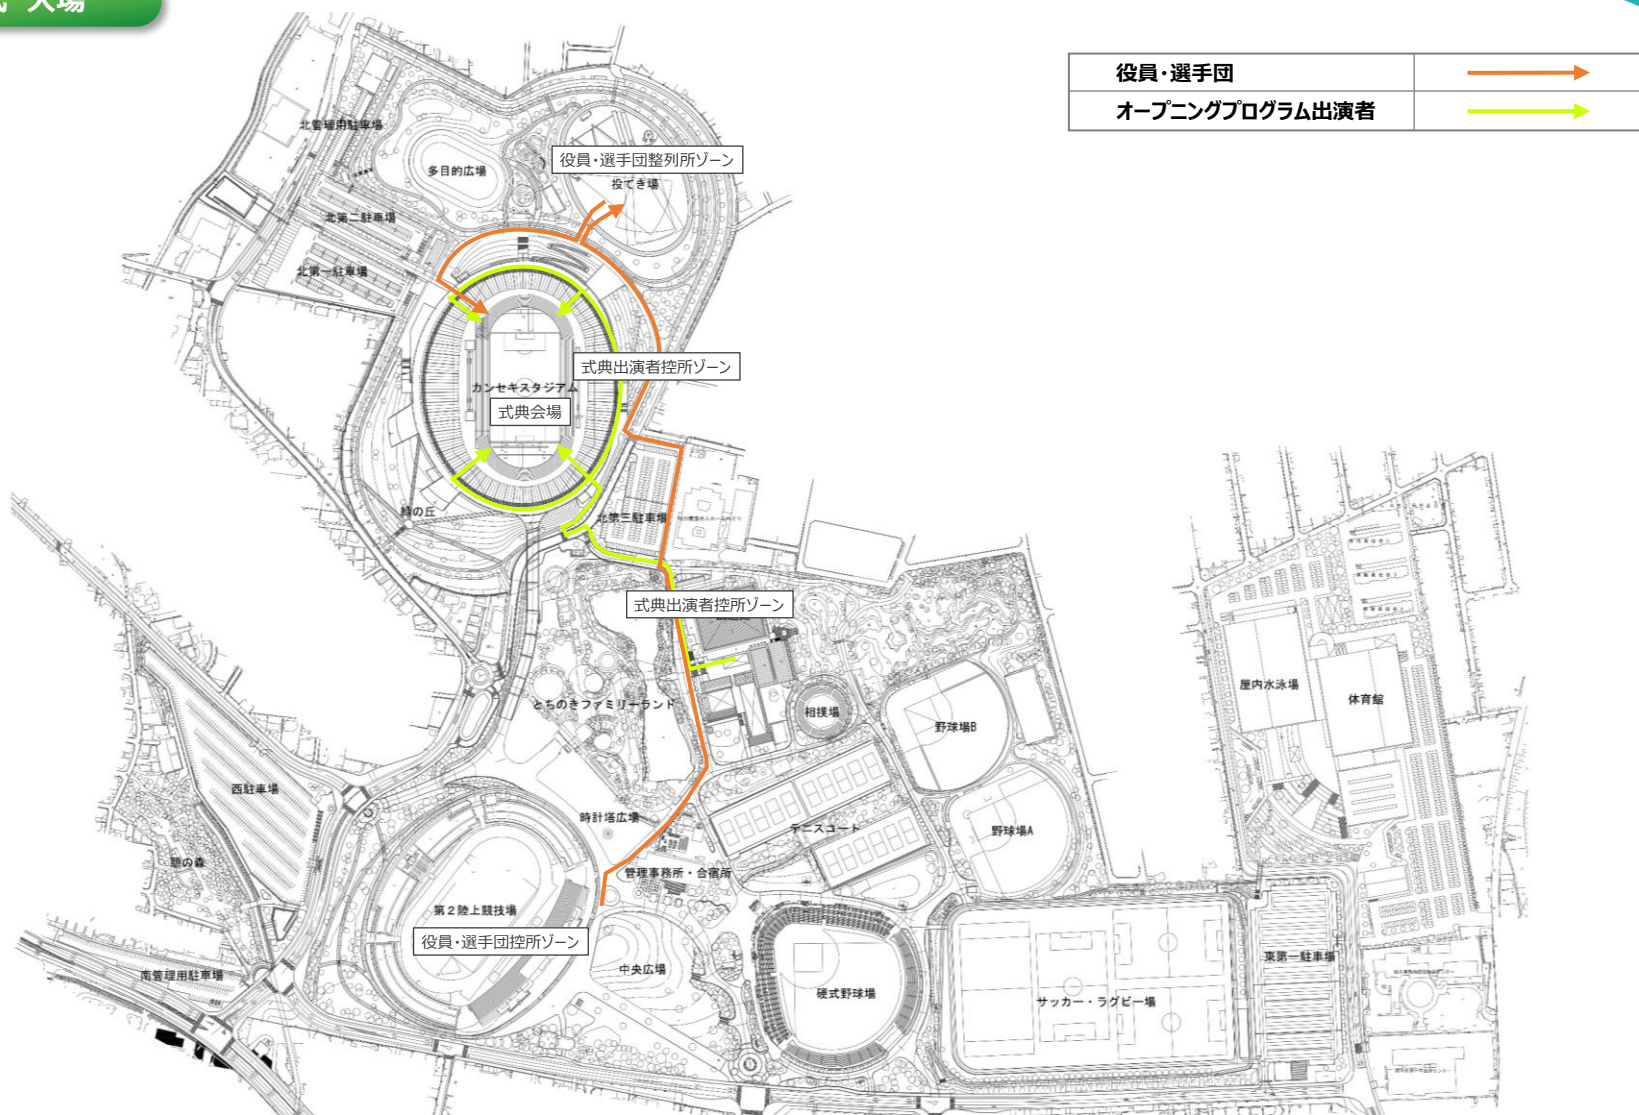 入場
役員・選手団
オープニングプログラム出演者
北管理用駐車場
役員・選手団整列所ゾーン
多目的広場
投てき場
北第二駐車場
北第一駐車場
式典出演者控所ゾーン
カンセキスタジアム
式典会場
緑の丘
北第三駐車場
式典出演者控所ゾーン
屋内水泳場
体育館
とちのきファミリーランド
相撲場
野球場B
西駐車場
時計塔広場
テニスコート
野球場A
憩の森
管理事務所・合宿所
第2陸上競技場
役員・選手団控所ゾーン
南管理用駐車場
中央広場
硬式野球場
サッカー・ラグビー場
東第一駐車場